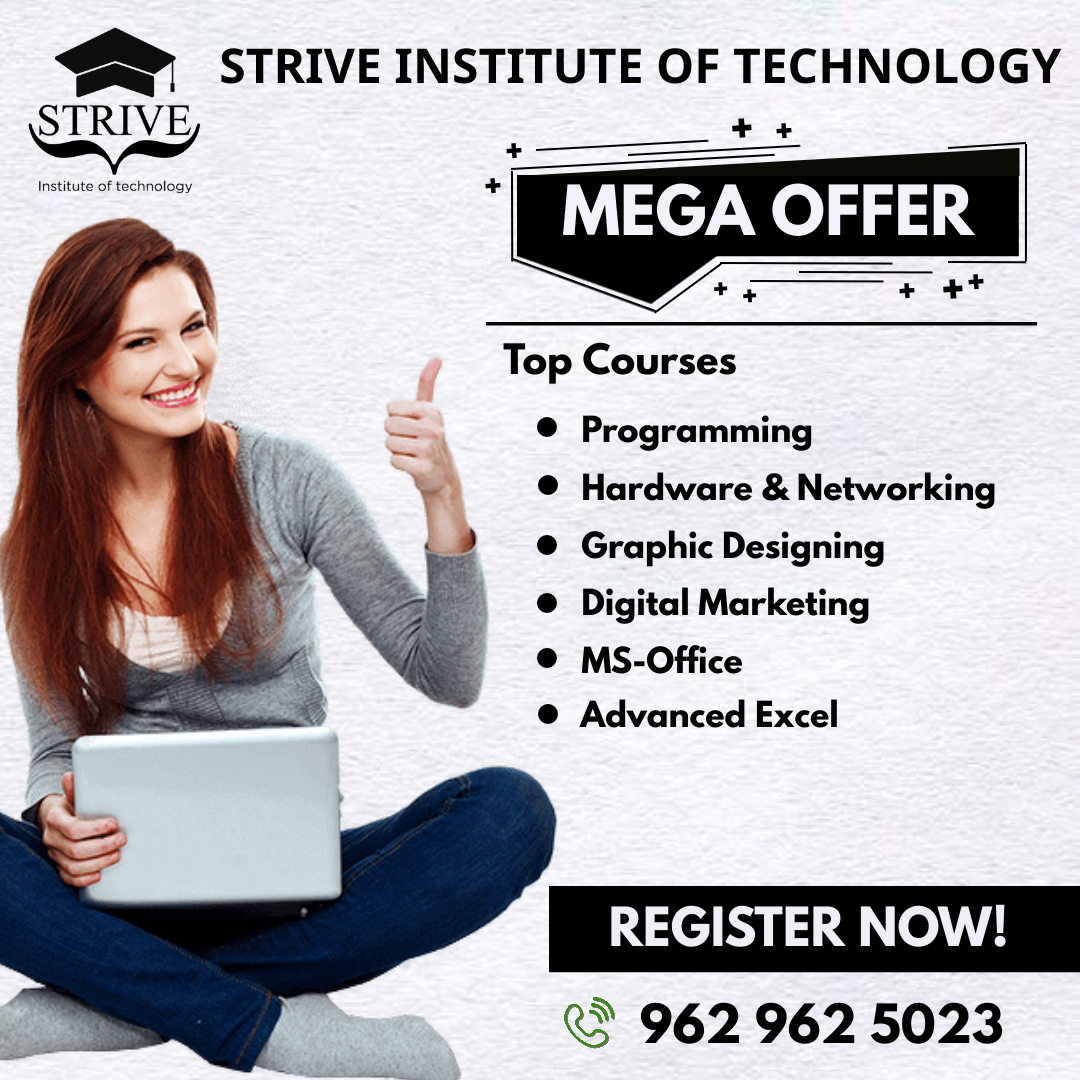 STRIVE
Institute of technology
STRIVE INSTITUTE OF TECHNOLOGY
MEGA OFFER
Top Courses
Programming
Hardware & Networking
Graphic Designing
Digital Marketing
MS-Office
Advanced Excel
REGISTER NOW!
962 962 5023